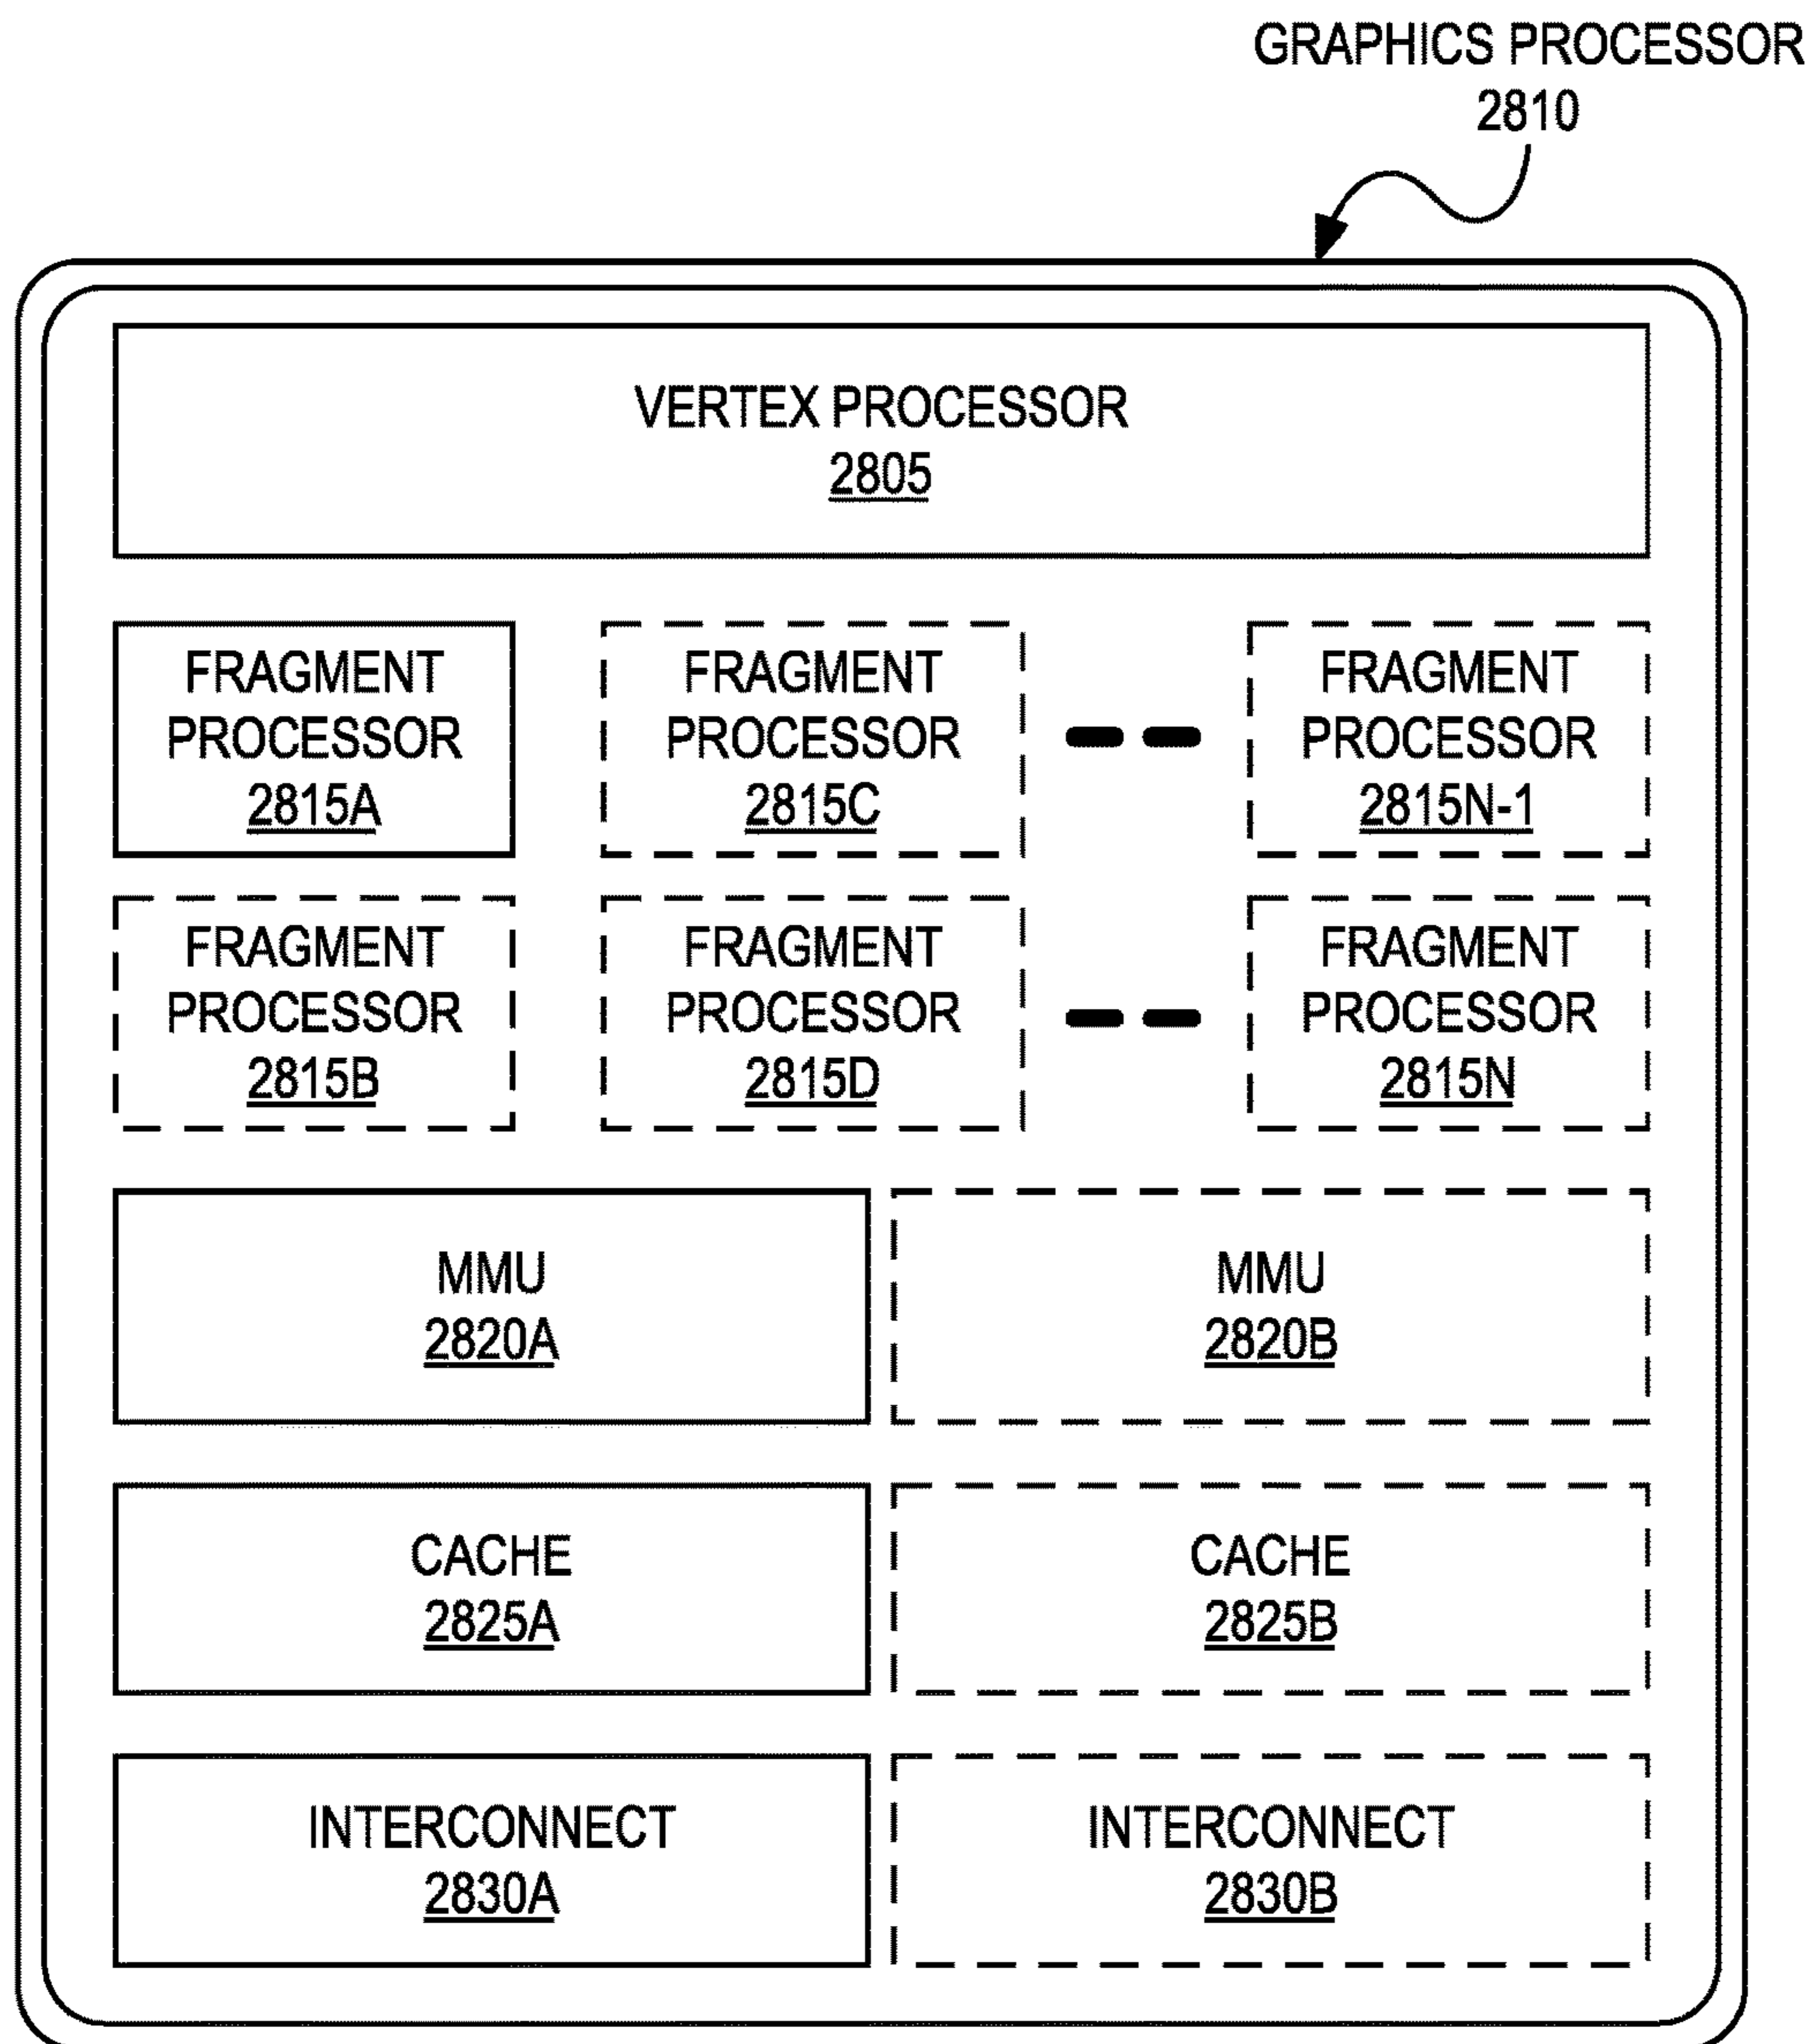 GRAPHICS PROCESSOR
2810
VERTEX PROCESSOR
2805
FRAGMENT
PROCESSOR
2815A
FRAGMENT
PROCESSOR
2815C
FRAGMENT
PROCESSOR
2815N-1
FRAGMENT
PROCESSOR
2815B
FRAGMENT
PROCESSOR
2815D
FRAGMENT
PROCESSOR
2815N
MMU
2820A
MMU
2820B
CACHE
2825A
CACHE
2825B
INTERCONNECT
2830A
INTERCONNECT
2830B